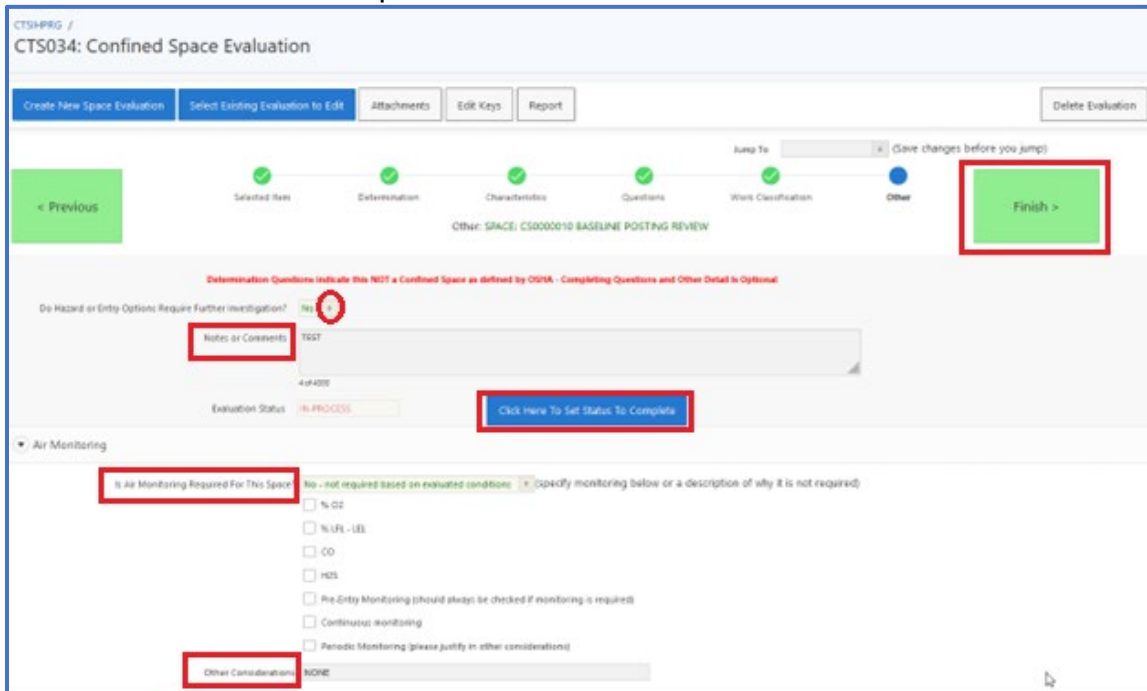 CTSIHPRG /
CTS034: Confined Space Evaluation
Create New Space Evaluation Select Existing Evaluation to Edit Attachments Edit Keys Report Delete Evaluation
Jump To (Save changes before you jump)
< Previous
Selected Item Determination Characteristics Questions Work Classification Other
Finish >
Other: SPACE: CS0000010 BASELINE POSTING REVIEW
Determination Questions Indicate this NOT a Confined Space as defined by OSHA - Completing Questions and Other Detail Is Optional
Do Hazard or Entry Options Require Further Investigation? No
Notes or Comments TEST
4 of 4000
Evaluation Status IN-PROCESS Click Here To Set Status To Complete
Air Monitoring
Is Air Monitoring Required For This Space? No - not required based on evaluated conditions (specify monitoring below or a description of why it is not required)
% O2
% LFL - LEL
CO
H2S
Pre-Entry Monitoring (should always be checked if monitoring is required)
Continuous monitoring
Periodic Monitoring (please justify in other considerations)
Other Considerations NONE